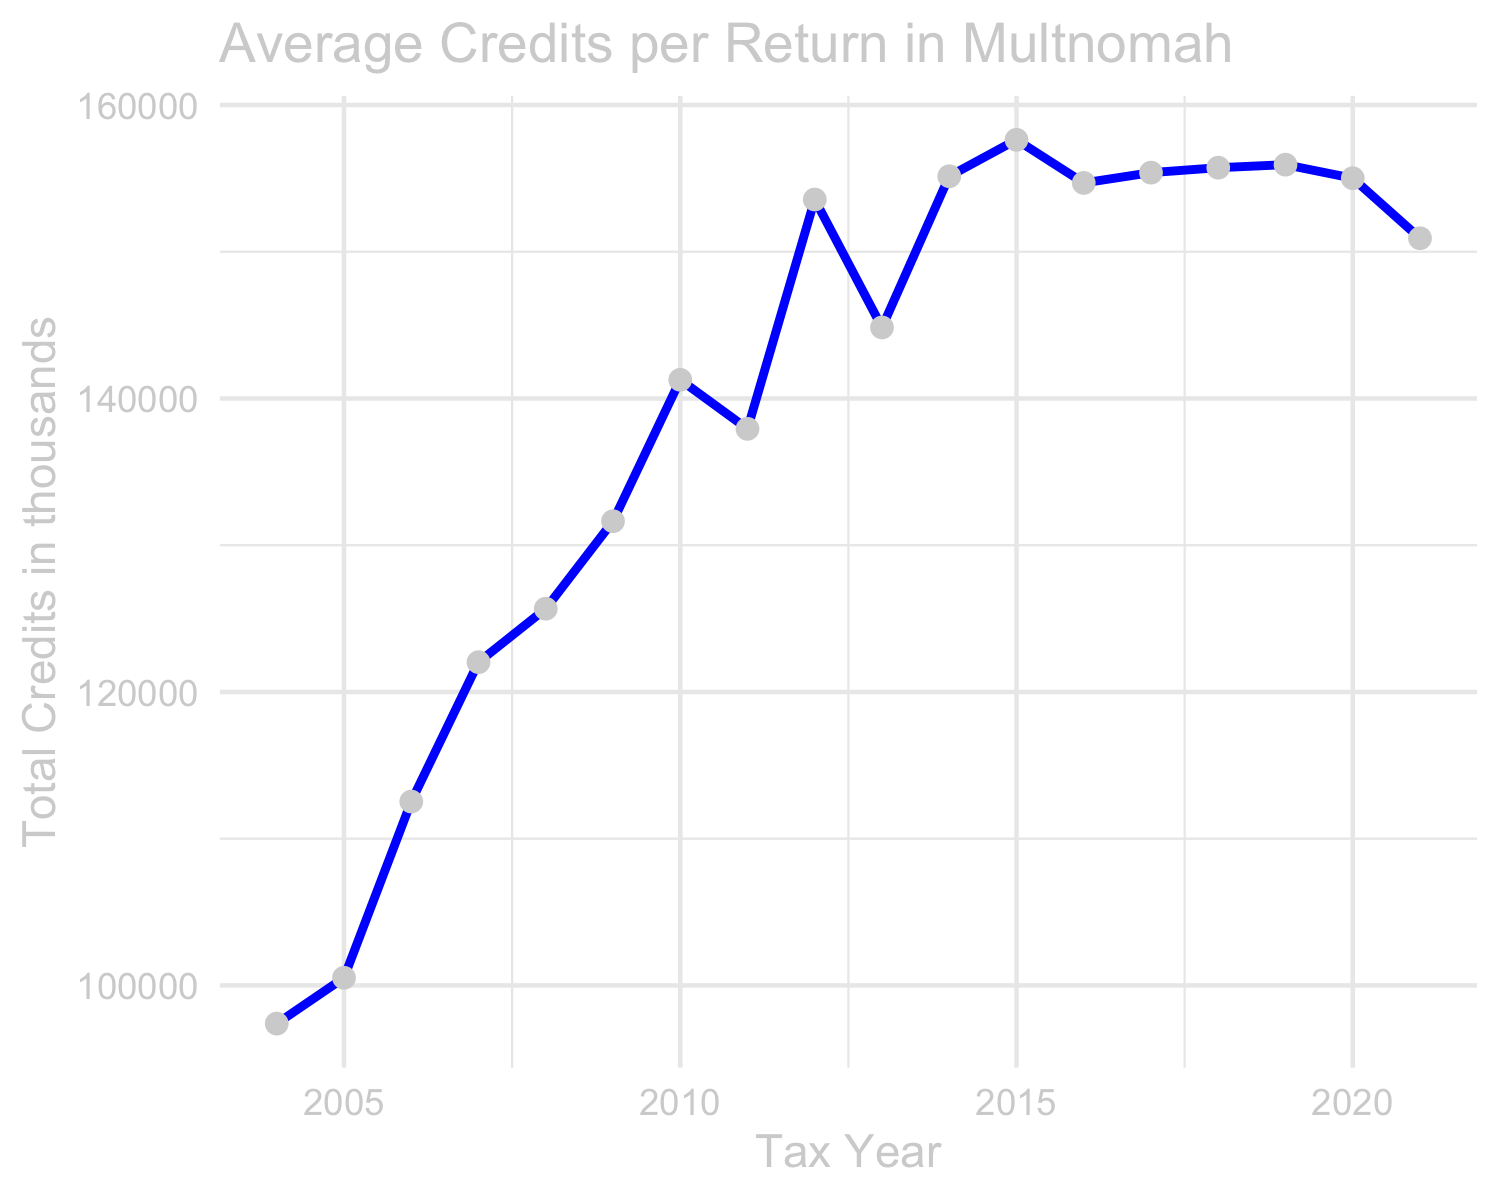 Average Credits per Return in Multnomah
160000
140000
120000
100000
Total Credits in thousands
2005
2010
2015
2020
Tax Year